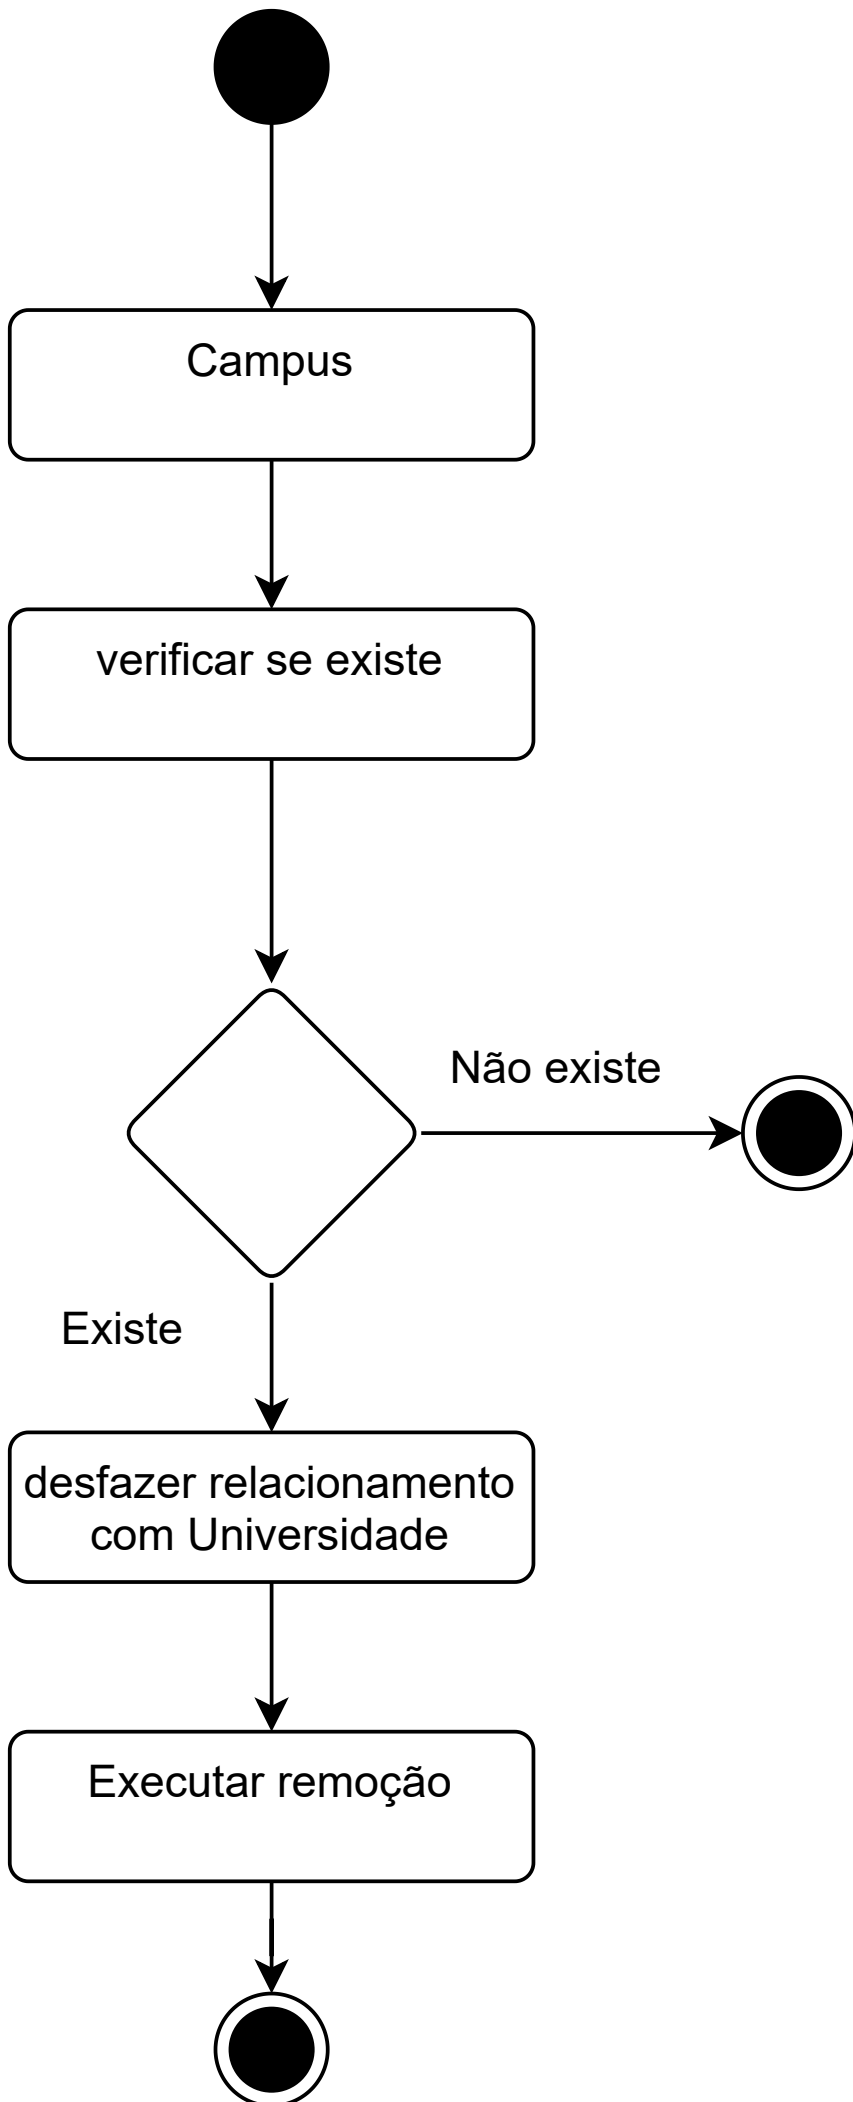 Campus
verificar se existe
Não existe
Existe
desfazer relacionamento
com Universidade
Executar remoção